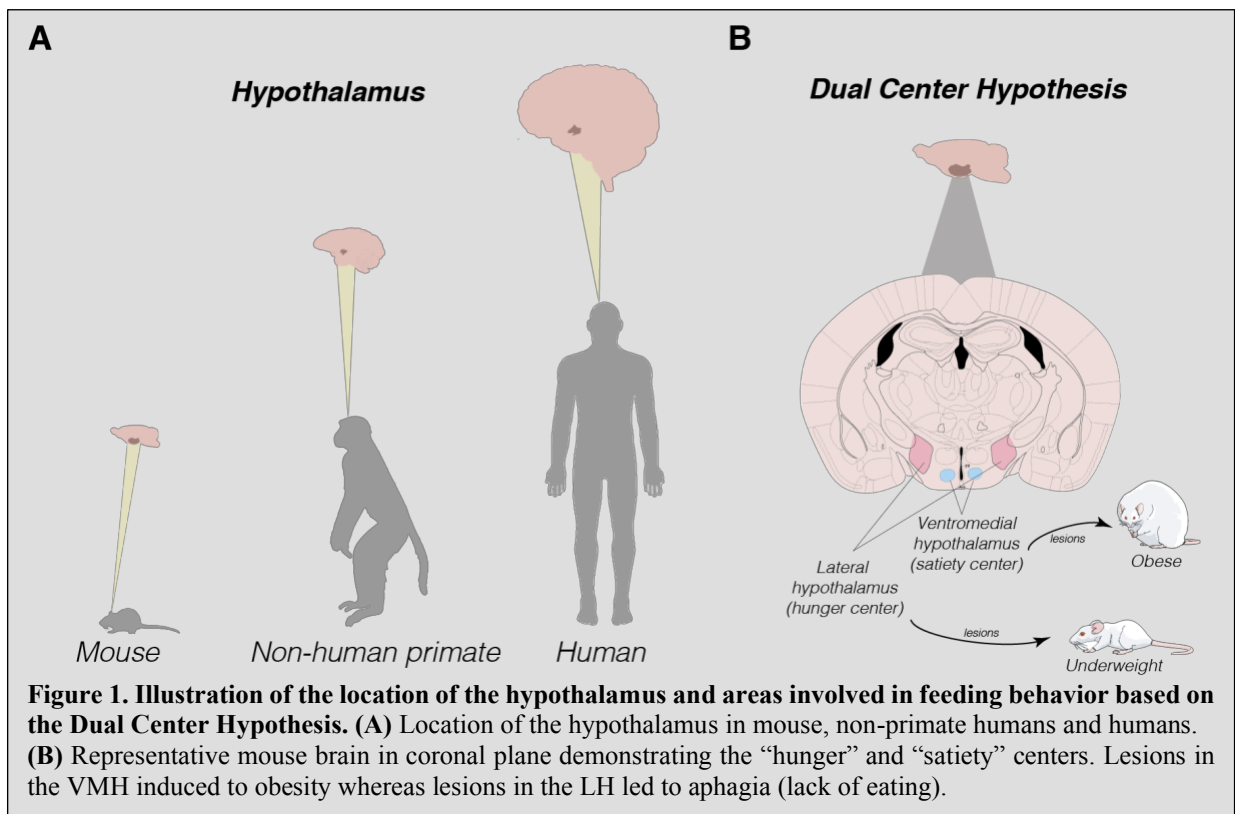 A
B
Hypothalamus
Dual Center Hypothesis
Ventromedial
hypothalamus
(satiety center)
lesions
Obese
Lateral
hypothalamus
(hunger center)
lesions
Underweight
Mouse
Non-human primate
Human
Figure 1. Illustration of the location of the hypothalamus and areas involved in feeding behavior based on
the Dual Center Hypothesis. (A) Location of the hypothalamus in mouse, non-primate humans and humans.
(B) Representative mouse brain in coronal plane demonstrating the “hunger” and “satiety” centers. Lesions in
the VMH induced to obesity whereas lesions in the LH led to aphagia (lack of eating).